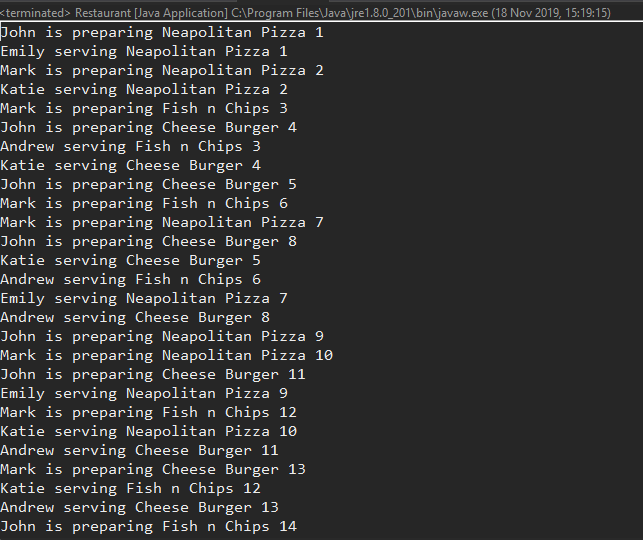 <terminated> Restaurant [Java Application] C:\Program Files\Java\jre1.8.0_201\bin\javaw.exe (18 Nov 2019, 15:19:15)
John is preparing Neapolitan Pizza 1
Emily serving Neapolitan Pizza 1
Mark is preparing Neapolitan Pizza 2
Katie serving Neapolitan Pizza 2
Mark is preparing Fish n Chips 3
John is preparing Cheese Burger 4
Andrew serving Fish n Chips 3
Katie serving Cheese Burger 4
John is preparing Cheese Burger 5
Mark is preparing Fish n Chips 6
Mark is preparing Neapolitan Pizza 7
John is preparing Cheese Burger 8
Katie serving Cheese Burger 5
Andrew serving Fish n Chips 6
Emily serving Neapolitan Pizza 7
Andrew serving Cheese Burger 8
John is preparing Neapolitan Pizza 9
Mark is preparing Neapolitan Pizza 10
John is preparing Cheese Burger 11
Emily serving Neapolitan Pizza 9
Mark is preparing Fish n Chips 12
Katie serving Neapolitan Pizza 10
Andrew serving Cheese Burger 11
Mark is preparing Cheese Burger 13
Katie serving Fish n Chips 12
Andrew serving Cheese Burger 13
John is preparing Fish n Chips 14